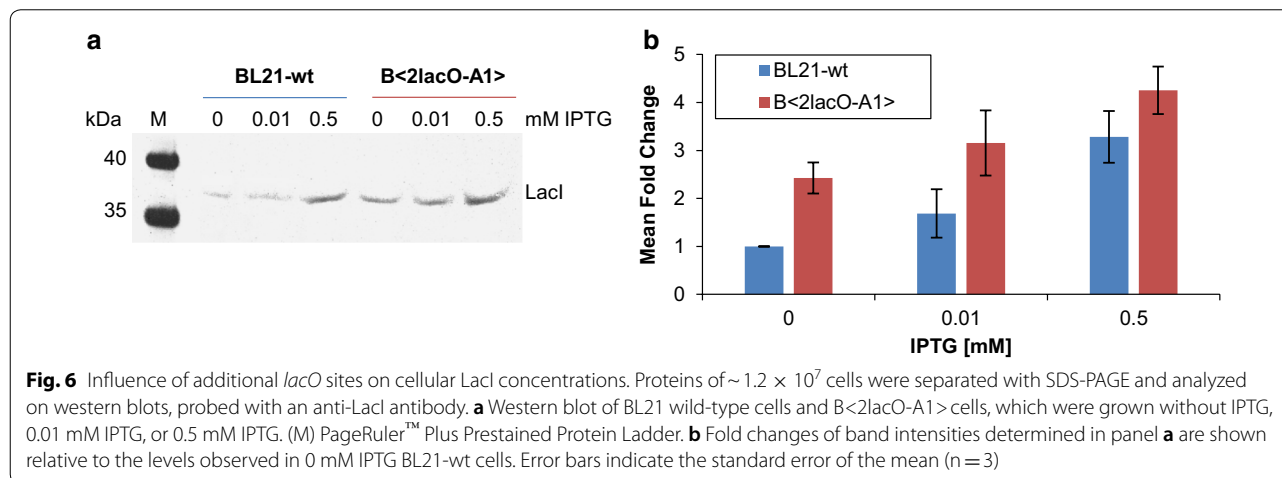 a
BL21-wt B<2lacO-A1>
kDa M 0 0.01 0.5 0 0.01 0.5 mM IPTG
40
LacI
35
b
5
4
3
2
1
0
Mean Fold Change
BL21-wt
B<2lacO-A1>
0 0.01 0.5
IPTG [mM]
Fig. 6 Influence of additional lacO sites on cellular LacI concentrations. Proteins of ~ 1.2 × 10⁷ cells were separated with SDS-PAGE and analyzed
on western blots, probed with an anti-LacI antibody. a Western blot of BL21 wild-type cells and B<2lacO-A1> cells, which were grown without IPTG,
0.01 mM IPTG, or 0.5 mM IPTG. (M) PageRuler™ Plus Prestained Protein Ladder. b Fold changes of band intensities determined in panel a are shown
relative to the levels observed in 0 mM IPTG BL21-wt cells. Error bars indicate the standard error of the mean (n = 3)